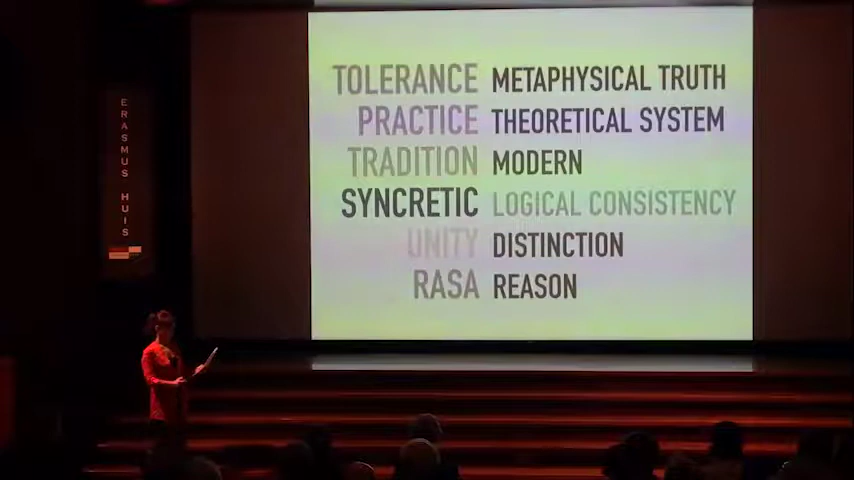 ERASMUS HUIS
TOLERANCE METAPHYSICAL TRUTH
PRACTICE THEORETICAL SYSTEM
TRADITION MODERN
SYNCRETIC LOGICAL CONSISTENCY
UNITY DISTINCTION
RASA REASON